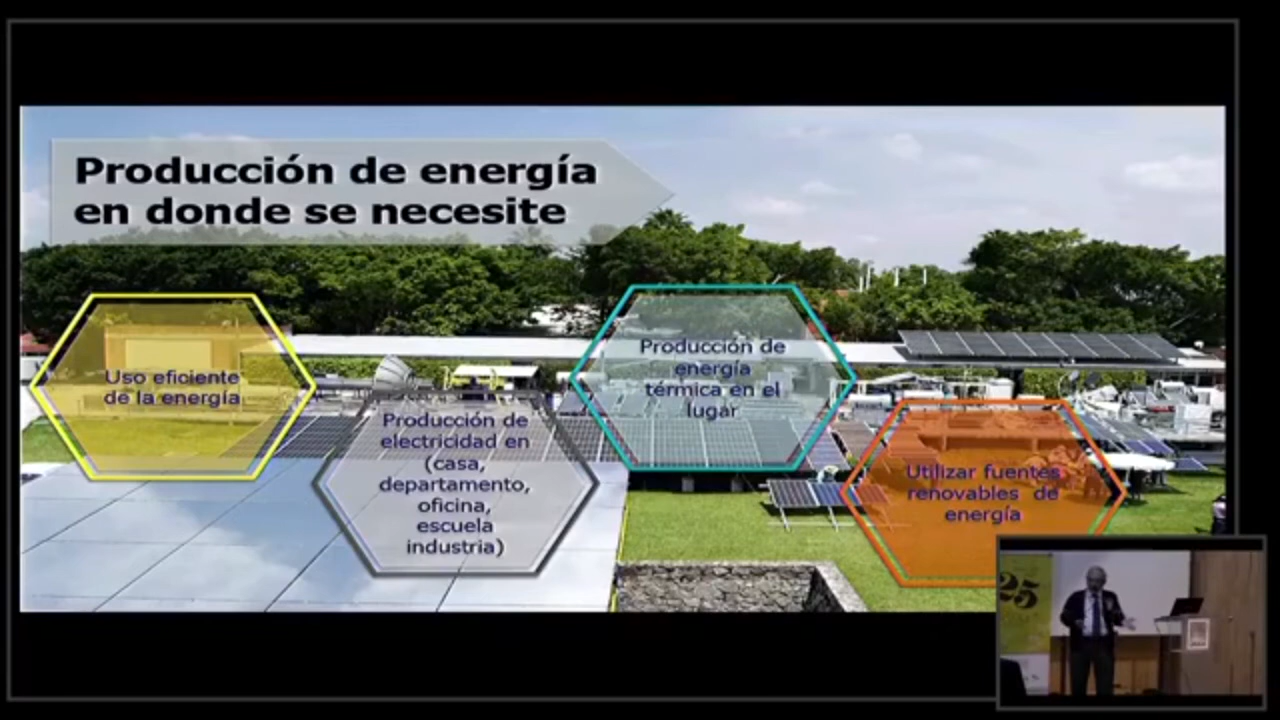 Producción de energía
en donde se necesite
Uso eficiente
de la energía
Producción de
electricidad en
(casa,
departamento,
oficina,
escuela
industria)
Producción de
energía
térmica en el
lugar
Utilizar fuentes
renovables de
energía
25